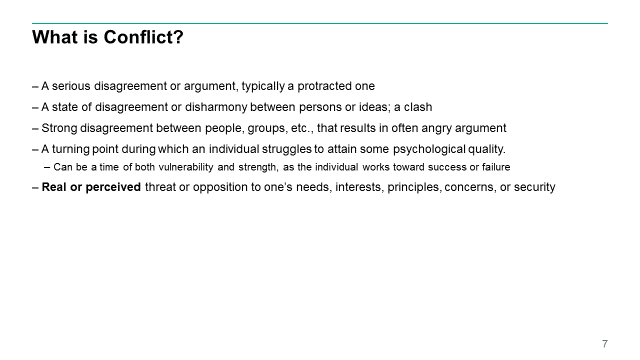 What is Conflict?
– A serious disagreement or argument, typically a protracted one
– A state of disagreement or disharmony between persons or ideas; a clash
– Strong disagreement between people, groups, etc., that results in often angry argument
– A turning point during which an individual struggles to attain some psychological quality.
– Can be a time of both vulnerability and strength, as the individual works toward success or failure
– Real or perceived threat or opposition to one's needs, interests, principles, concerns, or security
7